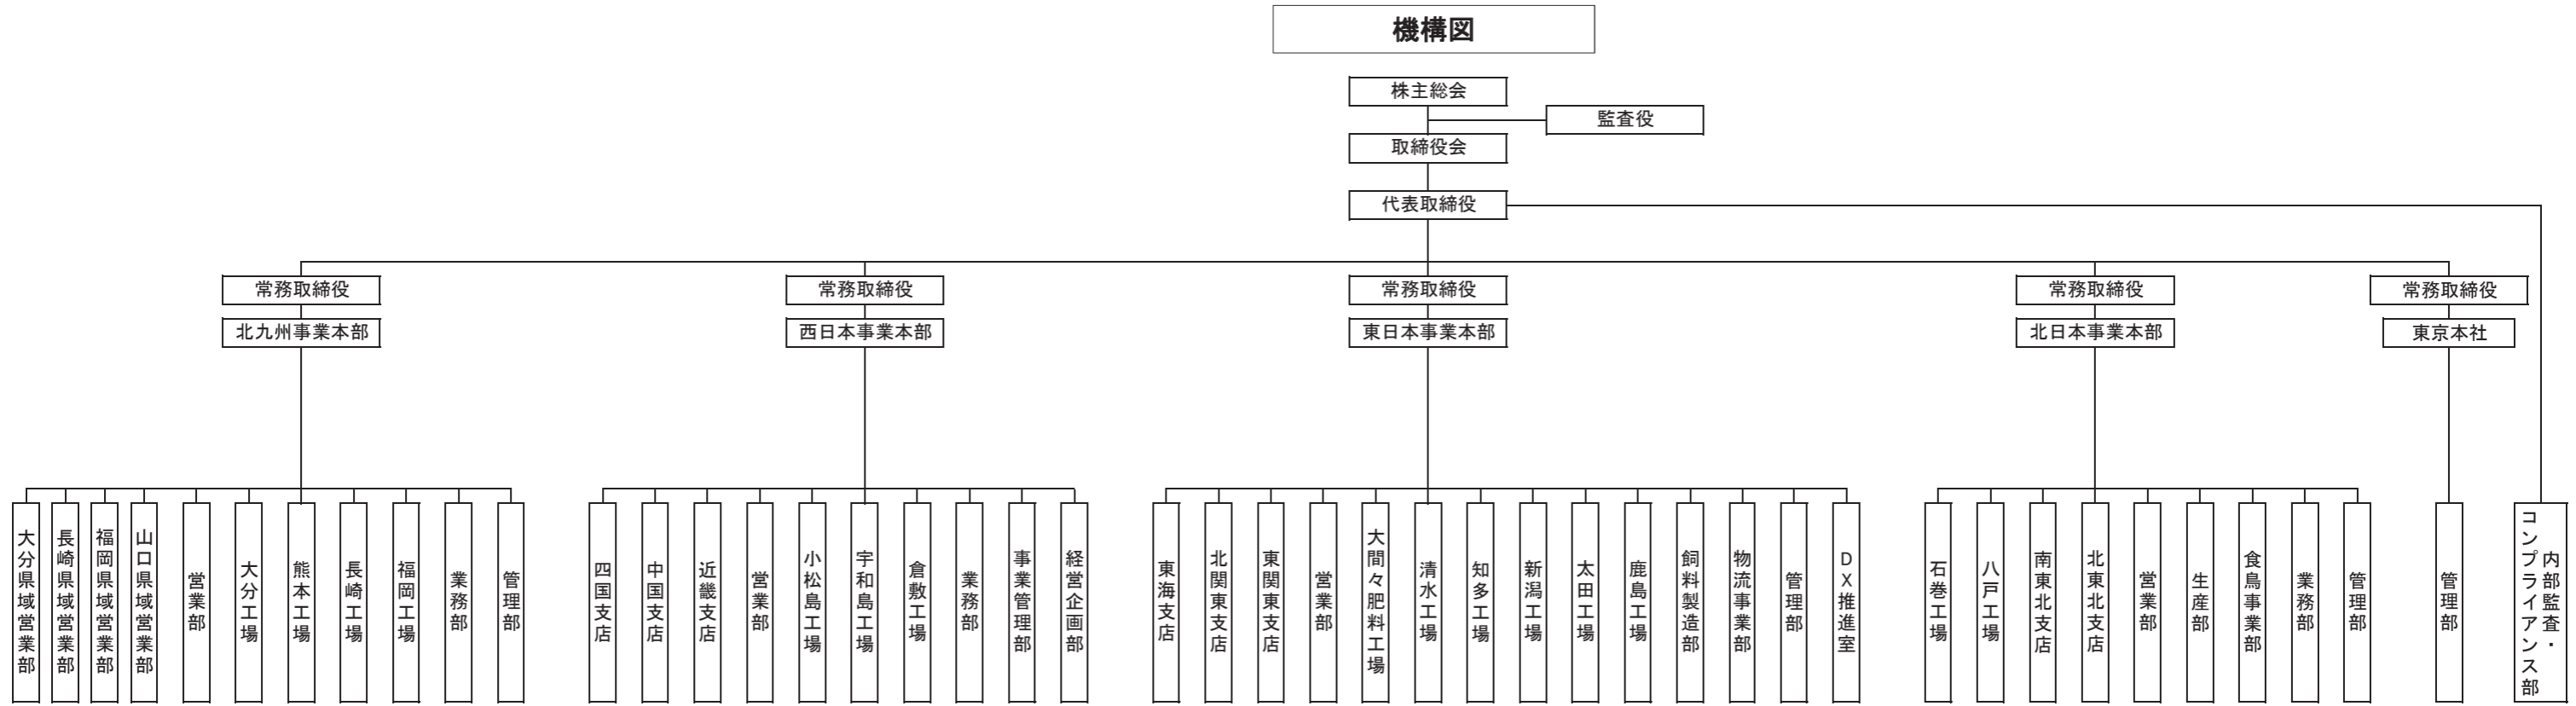 機構図
株主総会
監査役
取締役会
代表取締役
常務取締役
常務取締役
常務取締役
常務取締役
常務取締役
北九州事業本部
西日本事業本部
東日本事業本部
北日本事業本部
東京本社
大分県域営業部
長崎県域営業部
福岡県域営業部
山口県域営業部
営業部
大分工場
熊本工場
長崎工場
福岡工場
業務部
管理部
四国支店
中国支店
近畿支店
営業部
小松島工場
宇和島工場
倉敷工場
業務部
事業管理部
経営企画部
東海支店
北関東支店
東関東支店
営業部
大間々肥料工場
清水工場
知多工場
新潟工場
太田工場
鹿島工場
飼料製造部
物流事業部
管理部
DX推進室
石巻工場
八戸工場
南東北支店
北東北支店
営業部
生産部
食鳥事業部
業務部
管理部
管理部
内部監査・
コンプライアンス部